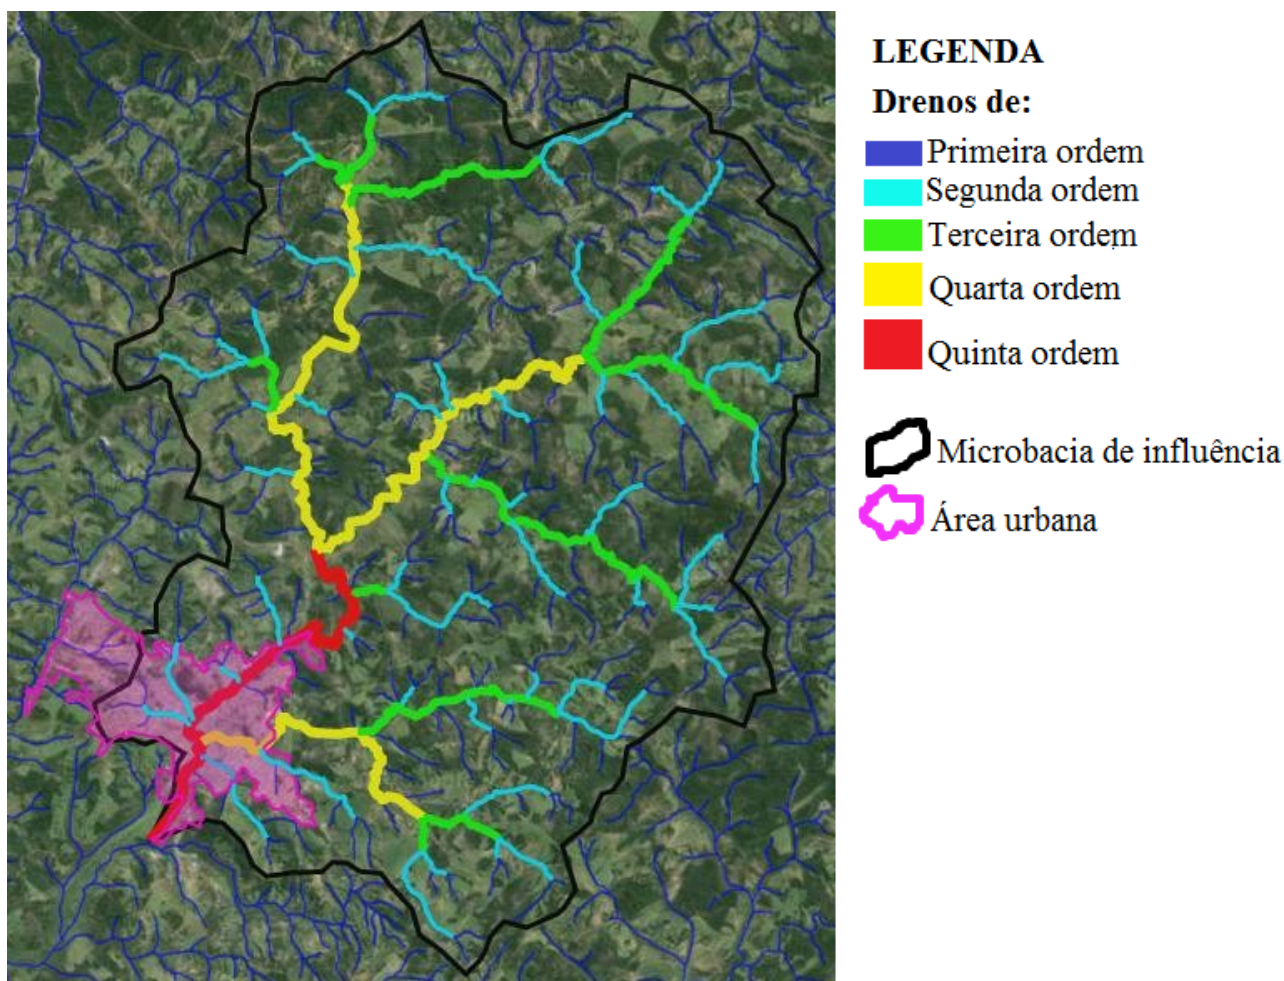 LEGENDA
Drenos de:
Primeira ordem
Segunda ordem
Terceira ordem
Quarta ordem
Quinta ordem
Microbacia de influência
Área urbana